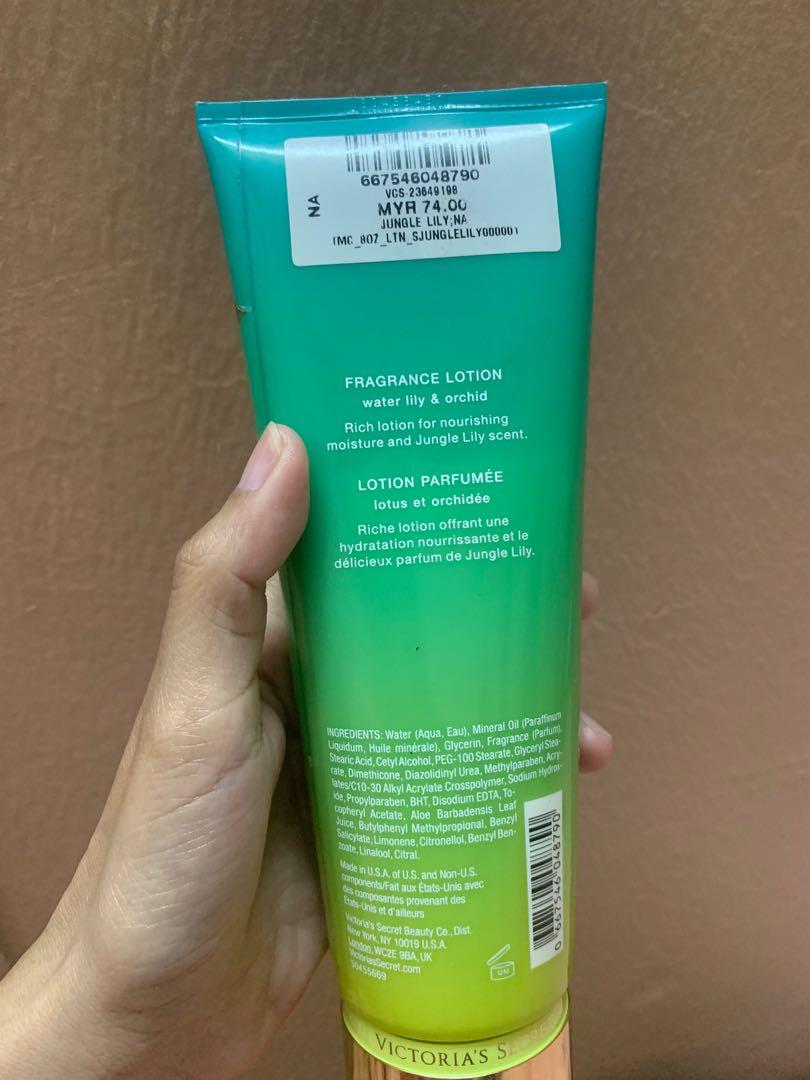 667546048790
VCS-23649198
NA
MYR 74.00
JUNGLE LILY;NA
FRAGRANCE LOTION
water lily & orchid
Rich lotion for nourishing
moisture and Jungle Lily scent.
LOTION PARFUMÉE
lotus et orchidée
Riche lotion offrant une
hydratation nourrissante et le
délicieux parfum de Jungle Lily.
INGREDIENTS: Water (Aqua, Eau), Mineral Oil (Paraffinum
Liquidum, Huile minérale), Glycerin, Fragrance (Parfum),
Stearic Acid, Cetyl Alcohol, PEG-100 Stearate, Glyceryl Stea-
rate, Dimethicone, Diazolidinyl Urea, Methylparaben, Acry-
lates/C10-30 Alkyl Acrylate Crosspolymer, Sodium Hydrox-
ide, Propylparaben, BHT, Disodium EDTA, To-
copheryl Acetate, Aloe Barbadensis Leaf
Juice, Butylphenyl Methylpropional, Benzyl
Salicylate, Limonene, Citronellol, Benzyl Ben-
zoate, Linalool, Citral.
Made in U.S.A. of U.S. and Non-U.S.
components/Fait aux États-Unis avec
des composantes provenant des
États-Unis et d'ailleurs
Victoria's Secret Beauty Co., Dist.
New York, NY 10019 U.S.A.
London, WC2E 9BA, UK
VictoriasSecret.com
30455669
12M
0 667546 048790
VICTORIA'S SECRET